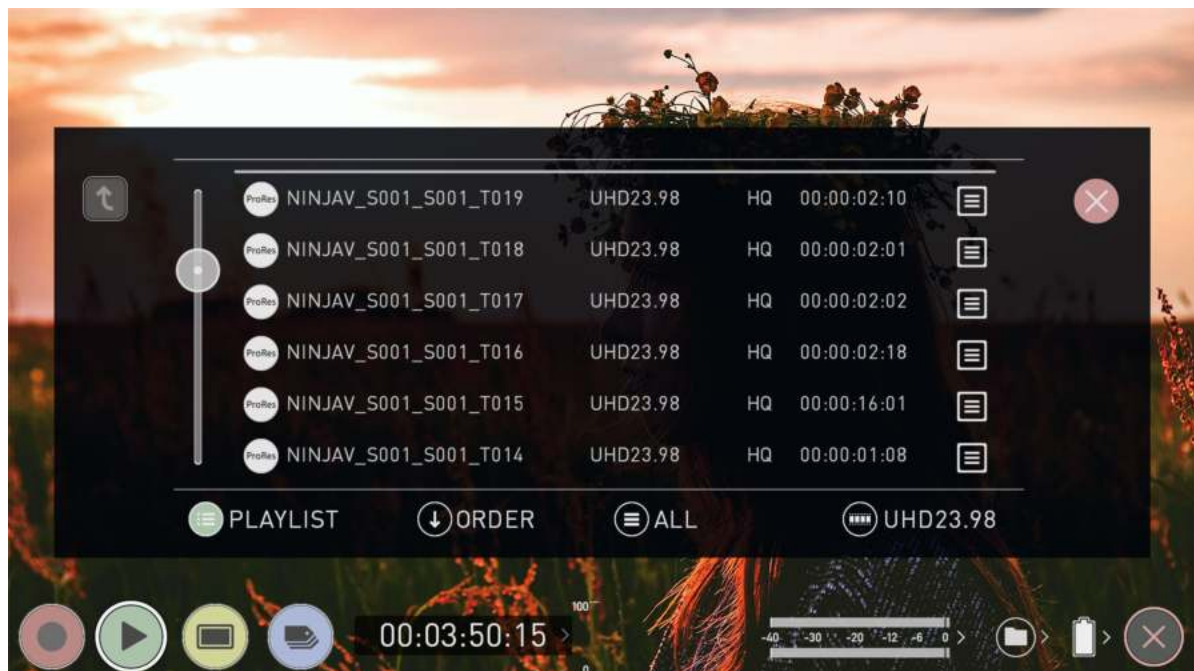 ProRes NINJAV_S001_S001_T019 UHD23.98 HQ 00:00:02:10
ProRes NINJAV_S001_S001_T018 UHD23.98 HQ 00:00:02:01
ProRes NINJAV_S001_S001_T017 UHD23.98 HQ 00:00:02:02
ProRes NINJAV_S001_S001_T016 UHD23.98 HQ 00:00:02:18
ProRes NINJAV_S001_S001_T015 UHD23.98 HQ 00:00:16:01
ProRes NINJAV_S001_S001_T014 UHD23.98 HQ 00:00:01:08
PLAYLIST ORDER ALL UHD23.98
100
00:03:50:15 -40 -30 -20 -12 -6 0
0